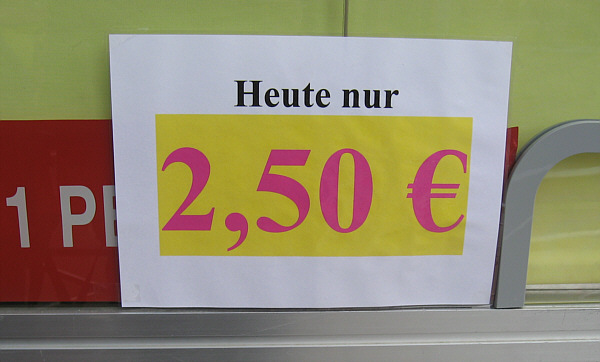 Heute nur
2,50 €
1 PE